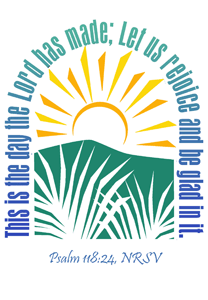 This is the day the Lord has made; Let us rejoice and be glad in it.
Psalm 118:24, NRSV